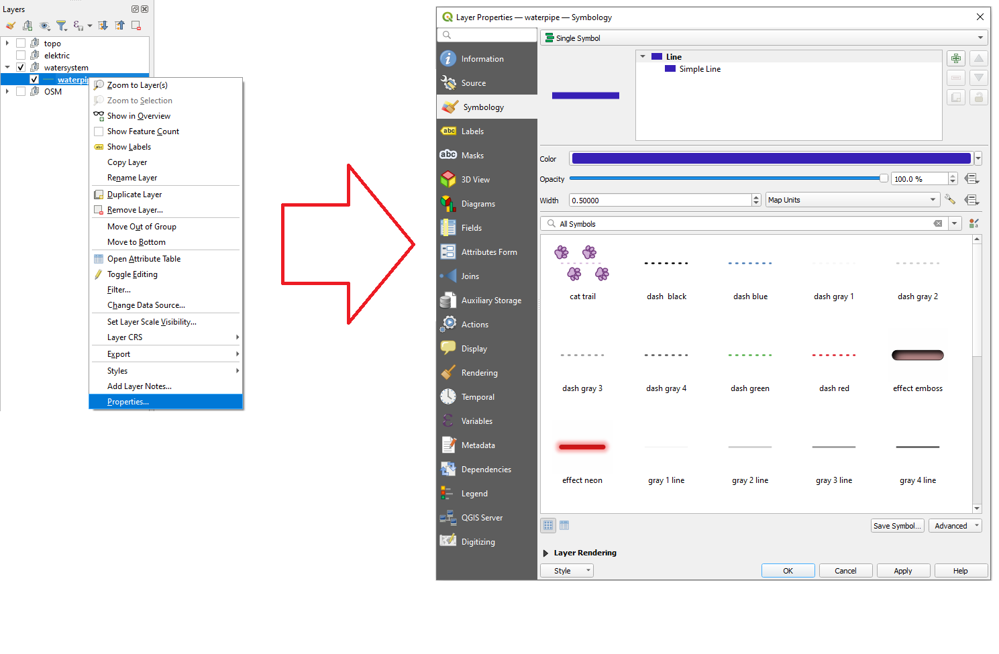 Layers
topo
elektric
watersystem
waterpi
OSM
Zoom to Layer(s)
Zoom to Selection
Show in Overview
Show Feature Count
abc Show Labels
Copy Layer
Rename Layer
Duplicate Layer
Remove Layer...
Move Out of Group
Move to Bottom
Open Attribute Table
Toggle Editing
Filter...
Change Data Source...
Set Layer Scale Visibility...
Layer CRS
Export
Styles
Add Layer Notes...
Properties...
Layer Properties — waterpipe — Symbology
Information
Source
Symbology
abc Labels
abc Masks
3D View
Diagrams
Fields
Attributes Form
Joins
Auxiliary Storage
Actions
Display
Rendering
Temporal
Variables
Metadata
Dependencies
Legend
QGIS Server
Digitizing
Single Symbol
Line
Simple Line
Color
Opacity 100.0 %
Width 0.50000 Map Units
All Symbols
cat trail dash  black dash blue dash gray 1 dash gray 2
dash gray 3 dash gray 4 dash green dash red effect emboss
effect neon gray 1 line gray 2 line gray 3 line gray 4 line
Save Symbol... Advanced
Layer Rendering
Style OK Cancel Apply Help